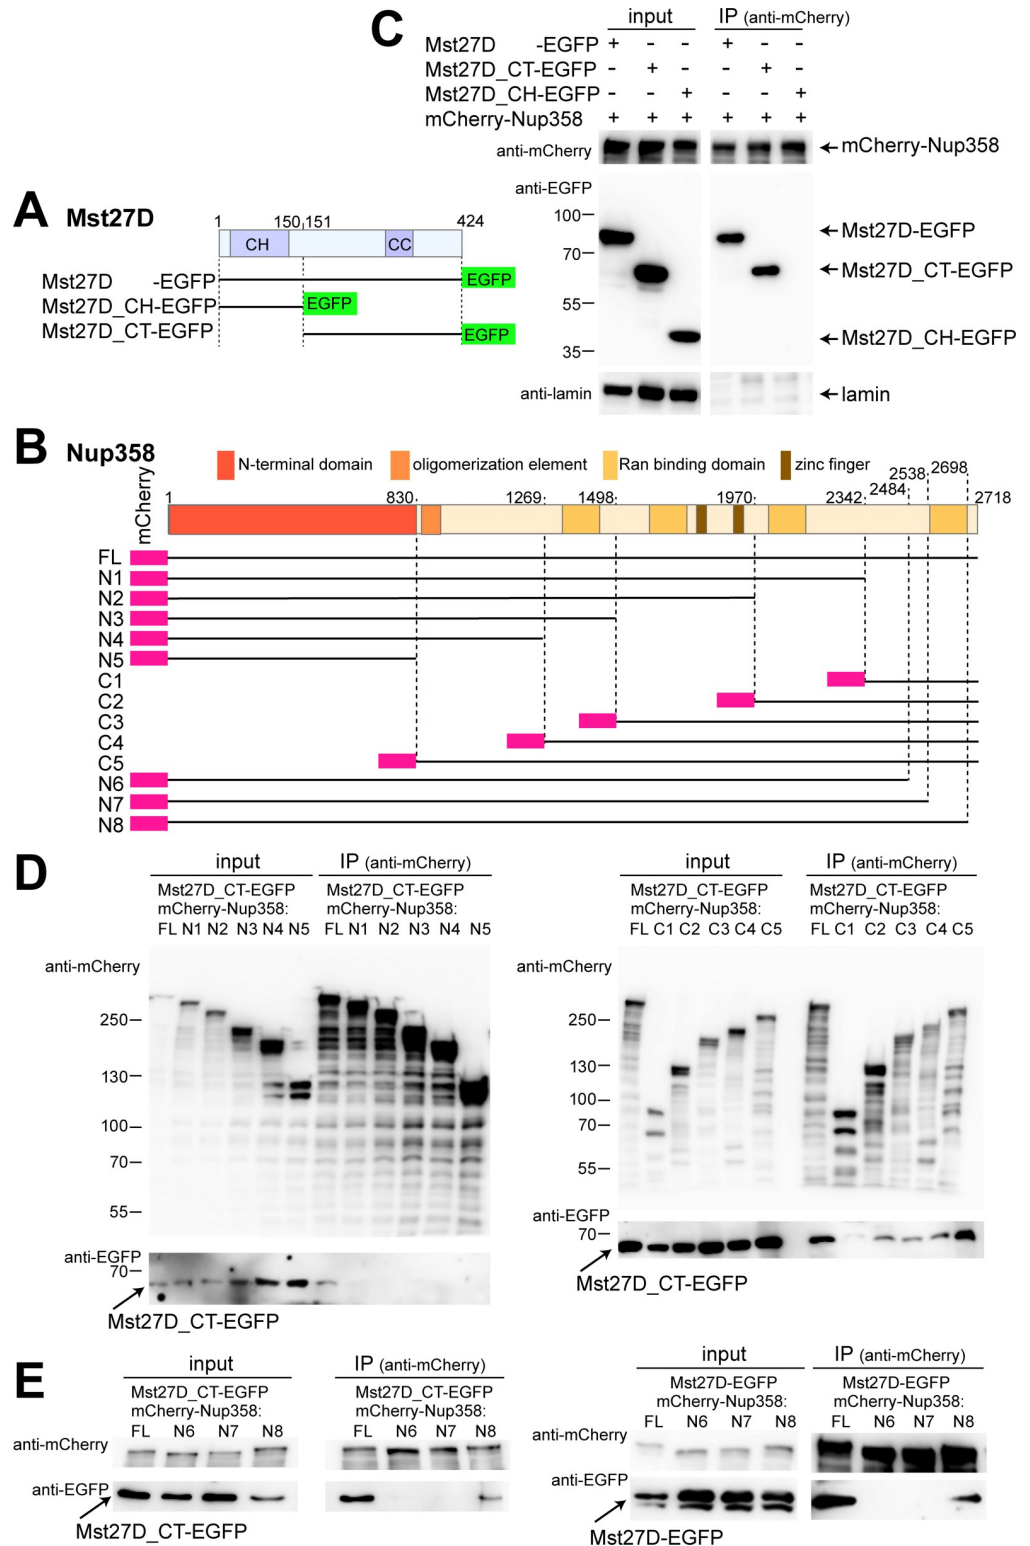 C
input IP (anti-mCherry)
Mst27D -EGFP + - - + - -
Mst27D_CT-EGFP - + - - + -
Mst27D_CH-EGFP - - + - - +
mCherry-Nup358 + + + + + +
anti-mCherry ←mCherry-Nup358
anti-EGFP
100–
←Mst27D-EGFP
70–
←Mst27D_CT-EGFP
55–
←Mst27D_CH-EGFP
35–
anti-lamin ←lamin
A Mst27D
1 150 151 424
CH CC
Mst27D -EGFP EGFP
Mst27D_CH-EGFP EGFP
Mst27D_CT-EGFP EGFP
B Nup358
N-terminal domain oligomerization element Ran binding domain zinc finger
mCherry
1 830 1269 1498 1970 2342 2484 2538 2698 2718
FL
N1
N2
N3
N4
N5
C1
C2
C3
C4
C5
N6
N7
N8
D
input IP (anti-mCherry)
Mst27D_CT-EGFP Mst27D_CT-EGFP
mCherry-Nup358: mCherry-Nup358:
FL N1 N2 N3 N4 N5 FL N1 N2 N3 N4 N5
anti-mCherry
250–
130–
100–
70–
55–
anti-EGFP
70–
Mst27D_CT-EGFP
input IP (anti-mCherry)
Mst27D_CT-EGFP Mst27D_CT-EGFP
mCherry-Nup358: mCherry-Nup358:
FL C1 C2 C3 C4 C5 FL C1 C2 C3 C4 C5
anti-mCherry
250–
130–
100–
70–
55–
anti-EGFP
70–
Mst27D_CT-EGFP
E
input IP (anti-mCherry)
Mst27D_CT-EGFP Mst27D_CT-EGFP
mCherry-Nup358: mCherry-Nup358:
FL N6 N7 N8 FL N6 N7 N8
anti-mCherry
anti-EGFP
Mst27D_CT-EGFP
input IP (anti-mCherry)
Mst27D-EGFP Mst27D-EGFP
mCherry-Nup358: mCherry-Nup358:
FL N6 N7 N8 FL N6 N7 N8
anti-mCherry
anti-EGFP
Mst27D-EGFP